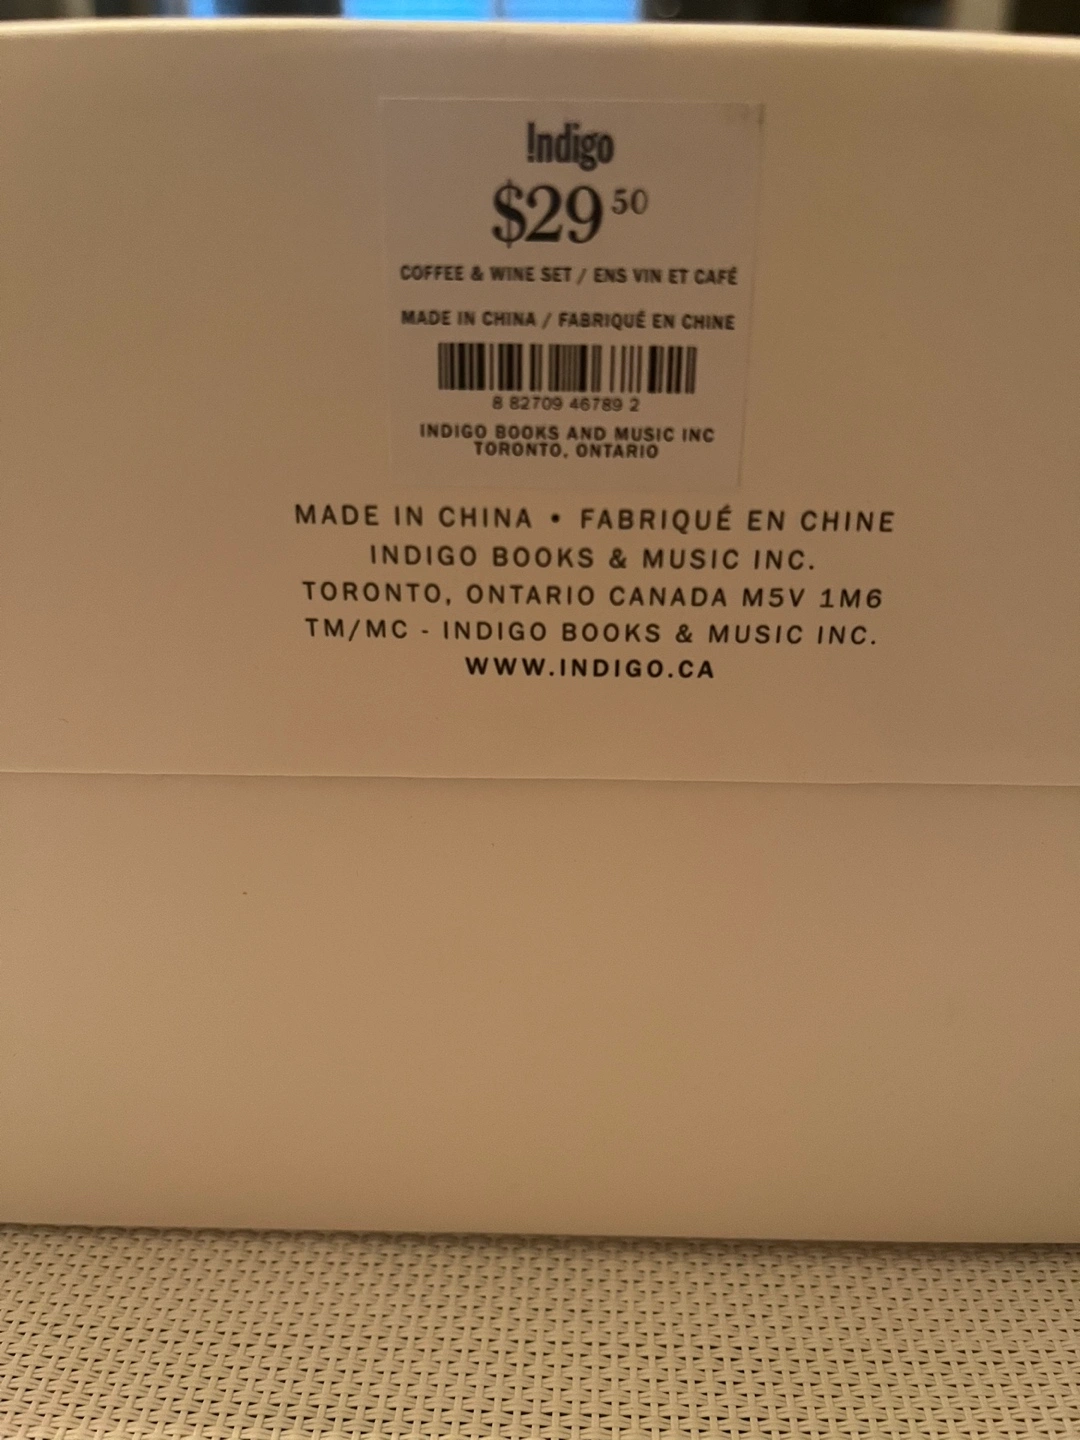 !ndigo
$29 50
COFFEE & WINE SET / ENS VIN ET CAFÉ
MADE IN CHINA / FABRIQUÉ EN CHINE
8 82709 46789 2
INDIGO BOOKS AND MUSIC INC
TORONTO, ONTARIO
MADE IN CHINA • FABRIQUÉ EN CHINE
INDIGO BOOKS & MUSIC INC.
TORONTO, ONTARIO CANADA M5V 1M6
TM/MC - INDIGO BOOKS & MUSIC INC.
WWW.INDIGO.CA